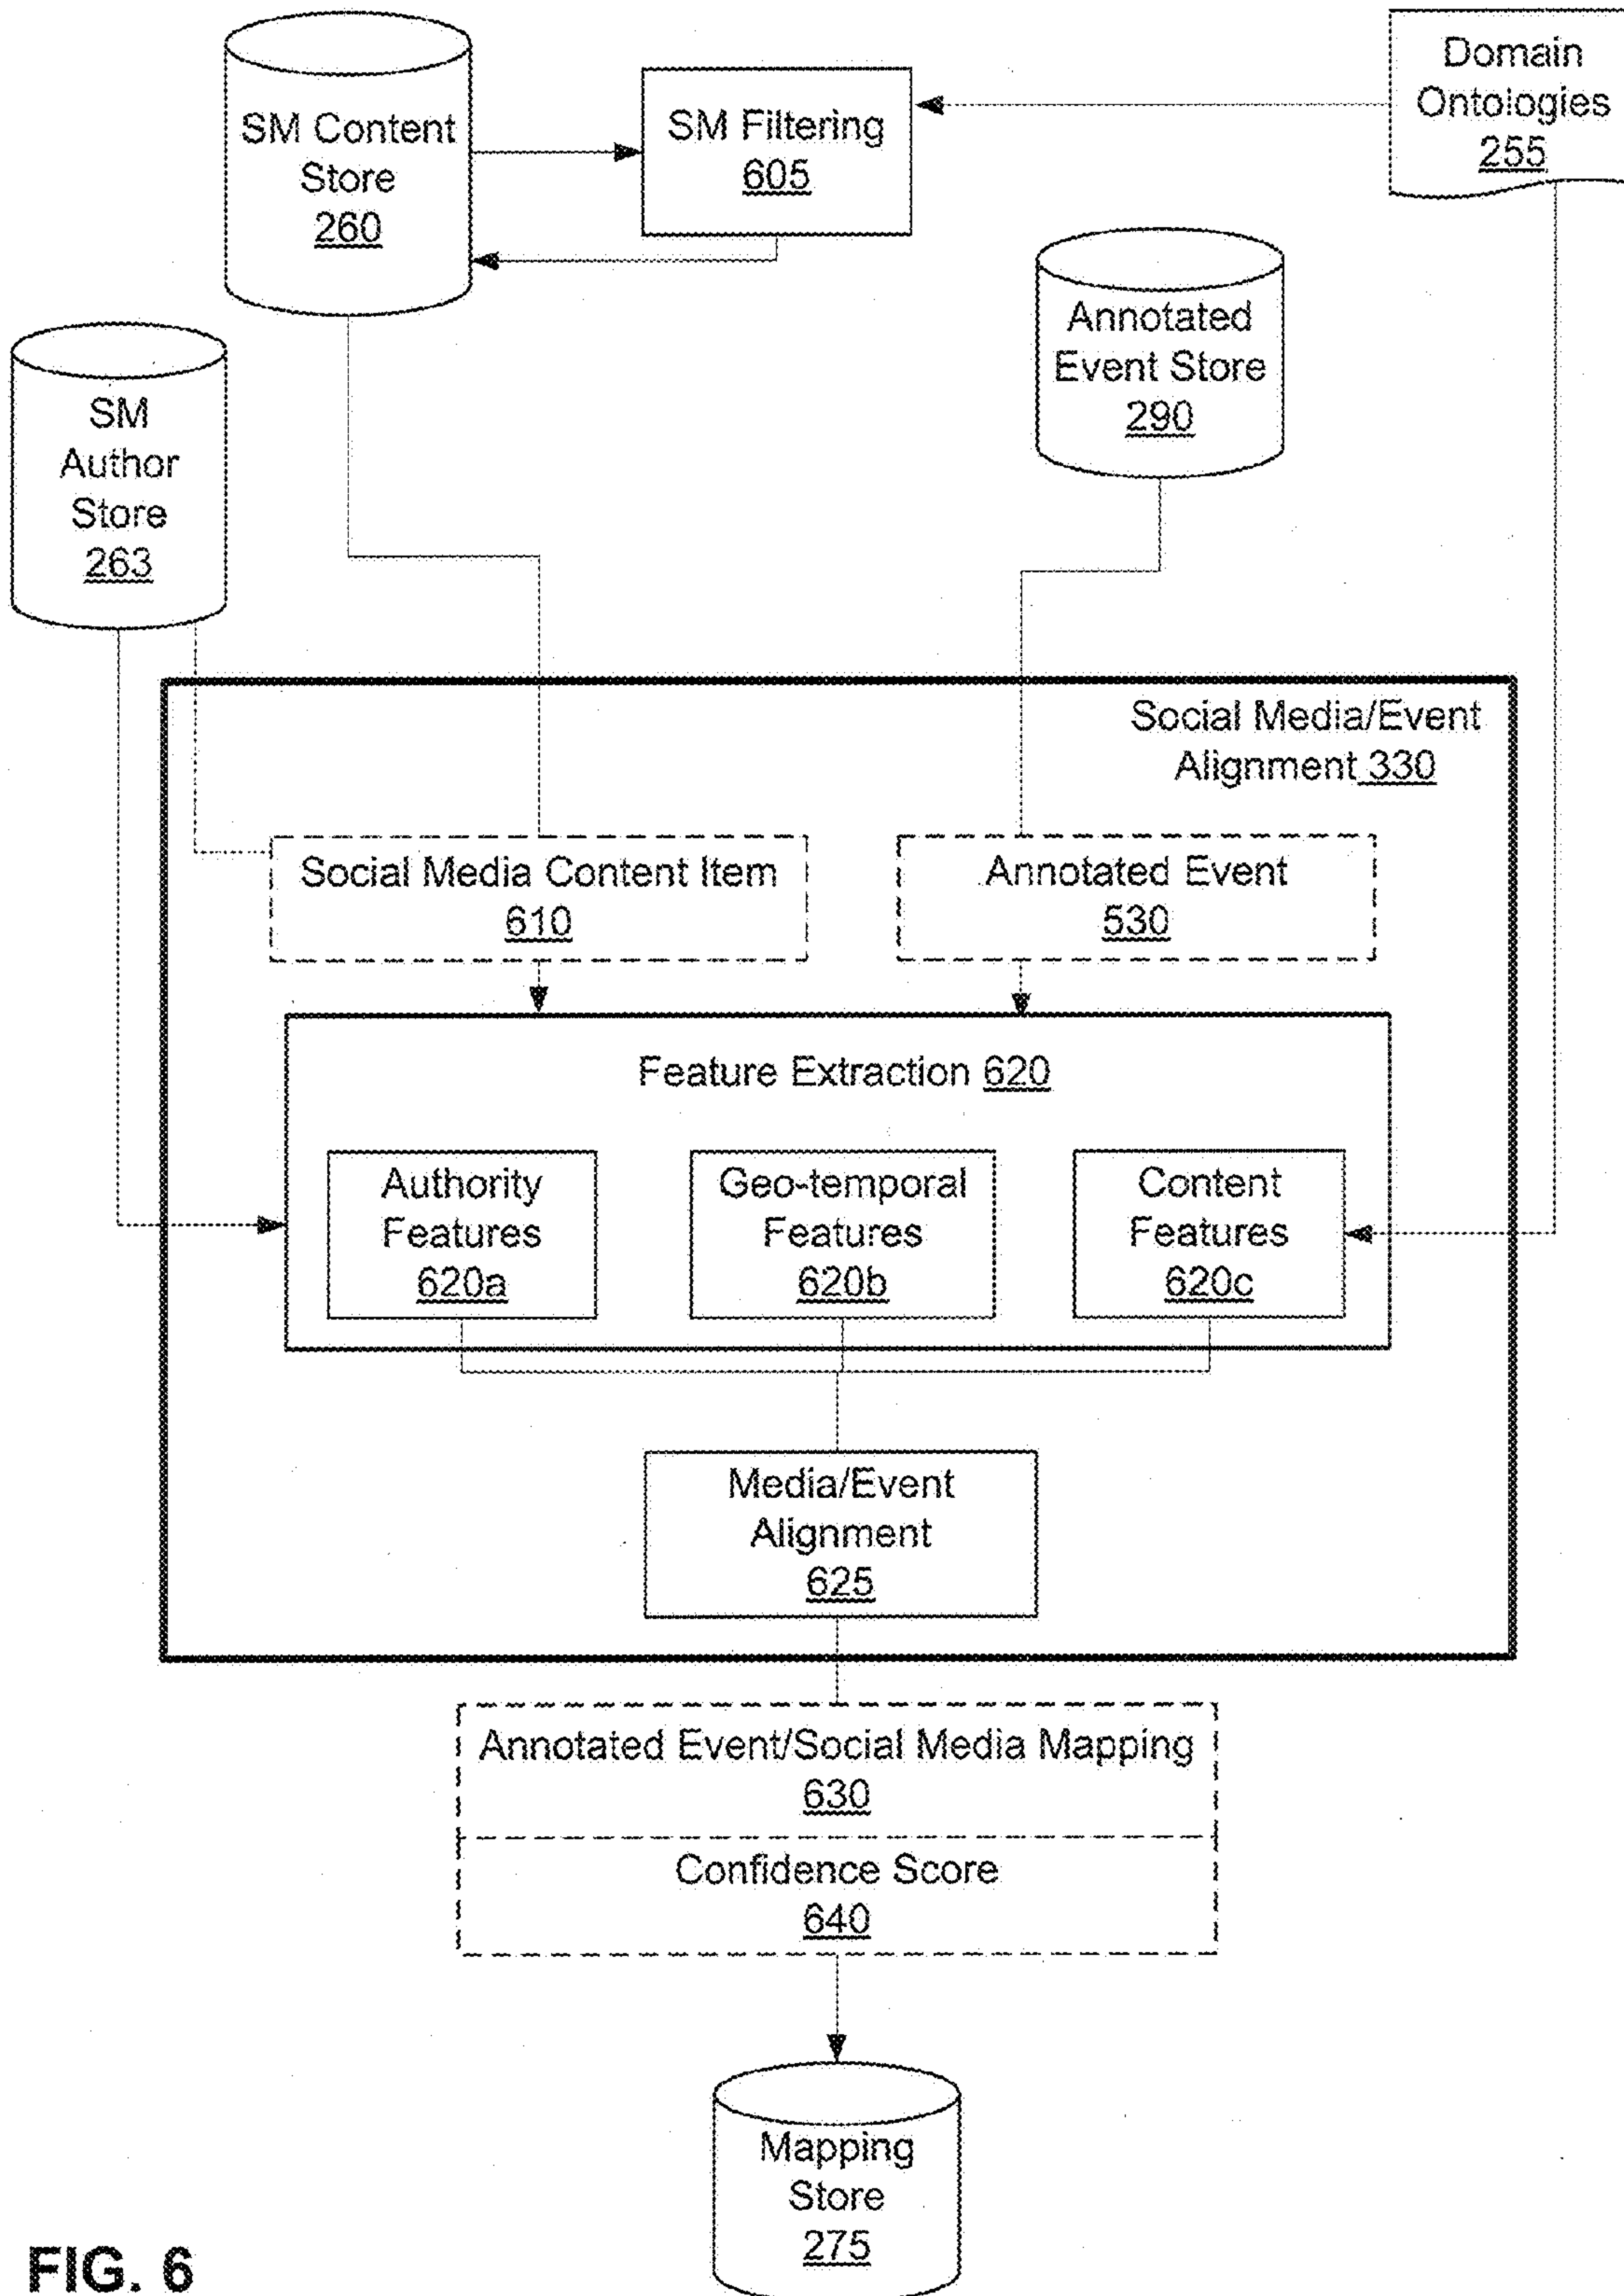 SM Content
Store
260
SM Filtering
605
Domain
Ontologies
255
Annotated
Event Store
290
SM
Author
Store
263
Social Media/Event
Alignment 330
Social Media Content Item
610
Annotated Event
530
Feature Extraction 620
Authority
Features
620a
Geo-temporal
Features
620b
Content
Features
620c
Media/Event
Alignment
625
Annotated Event/Social Media Mapping
630
Confidence Score
640
Mapping
Store
275
FIG. 6